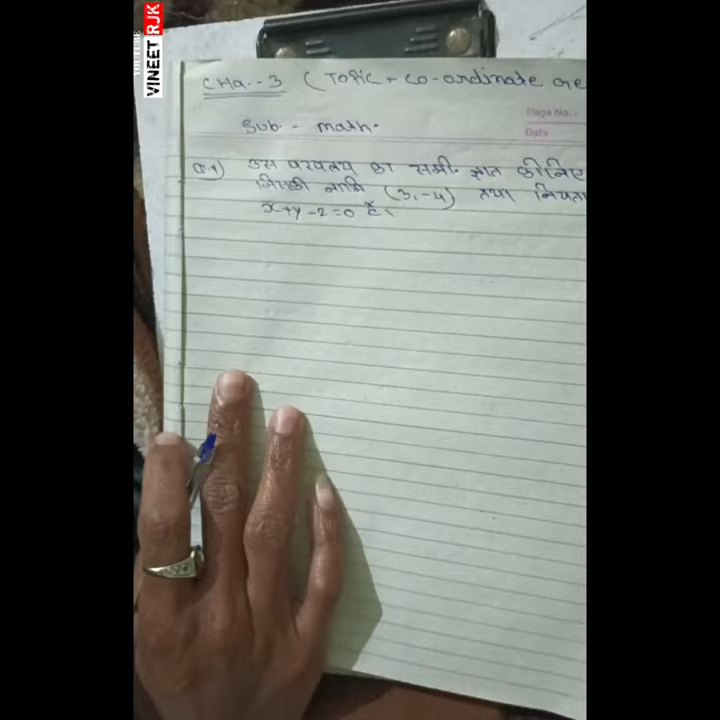 YOUTUBE
VINEET RJK
CHa.-3 ( Topic - Co-ordinate Ge
Sub. - math.
Page No.
Date
Q.1) उस परवलय का समी. ज्ञात कीजिए
जिसकी नाभि (3,-4) तथा नियता
x+y-2=0 है।